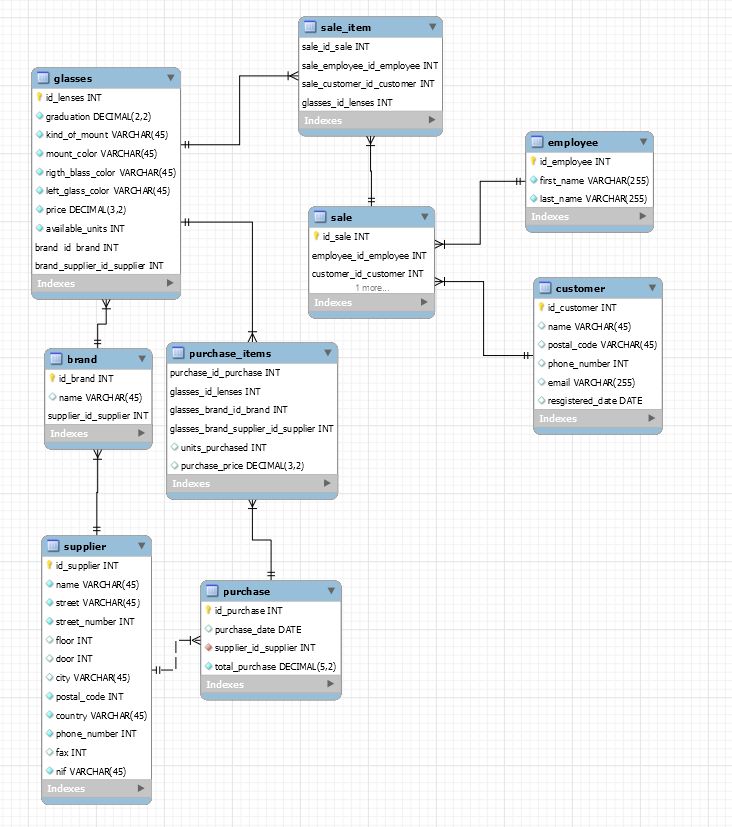 sale_item
sale_id_sale INT
sale_employee_id_employee INT
sale_customer_id_customer INT
glasses_id_lenses INT
Indexes
glasses
id_lenses INT
graduation DECIMAL(2,2)
kind_of_mount VARCHAR(45)
mount_color VARCHAR(45)
rigth_blass_color VARCHAR(45)
left_glass_color VARCHAR(45)
price DECIMAL(3,2)
available_units INT
brand_id_brand INT
brand_supplier_id_supplier INT
Indexes
employee
id_employee INT
first_name VARCHAR(255)
last_name VARCHAR(255)
Indexes
sale
id_sale INT
employee_id_employee INT
customer_id_customer INT
1 more...
Indexes
customer
id_customer INT
name VARCHAR(45)
postal_code VARCHAR(45)
phone_number INT
email VARCHAR(255)
resgistered_date DATE
Indexes
brand
id_brand INT
name VARCHAR(45)
supplier_id_supplier INT
Indexes
purchase_items
purchase_id_purchase INT
glasses_id_lenses INT
glasses_brand_id_brand INT
glasses_brand_supplier_id_supplier INT
units_purchased INT
purchase_price DECIMAL(3,2)
Indexes
supplier
id_supplier INT
name VARCHAR(45)
street VARCHAR(45)
street_number INT
floor INT
door INT
city VARCHAR(45)
postal_code INT
country VARCHAR(45)
phone_number INT
fax INT
nif VARCHAR(45)
Indexes
purchase
id_purchase INT
purchase_date DATE
supplier_id_supplier INT
total_purchase DECIMAL(5,2)
Indexes